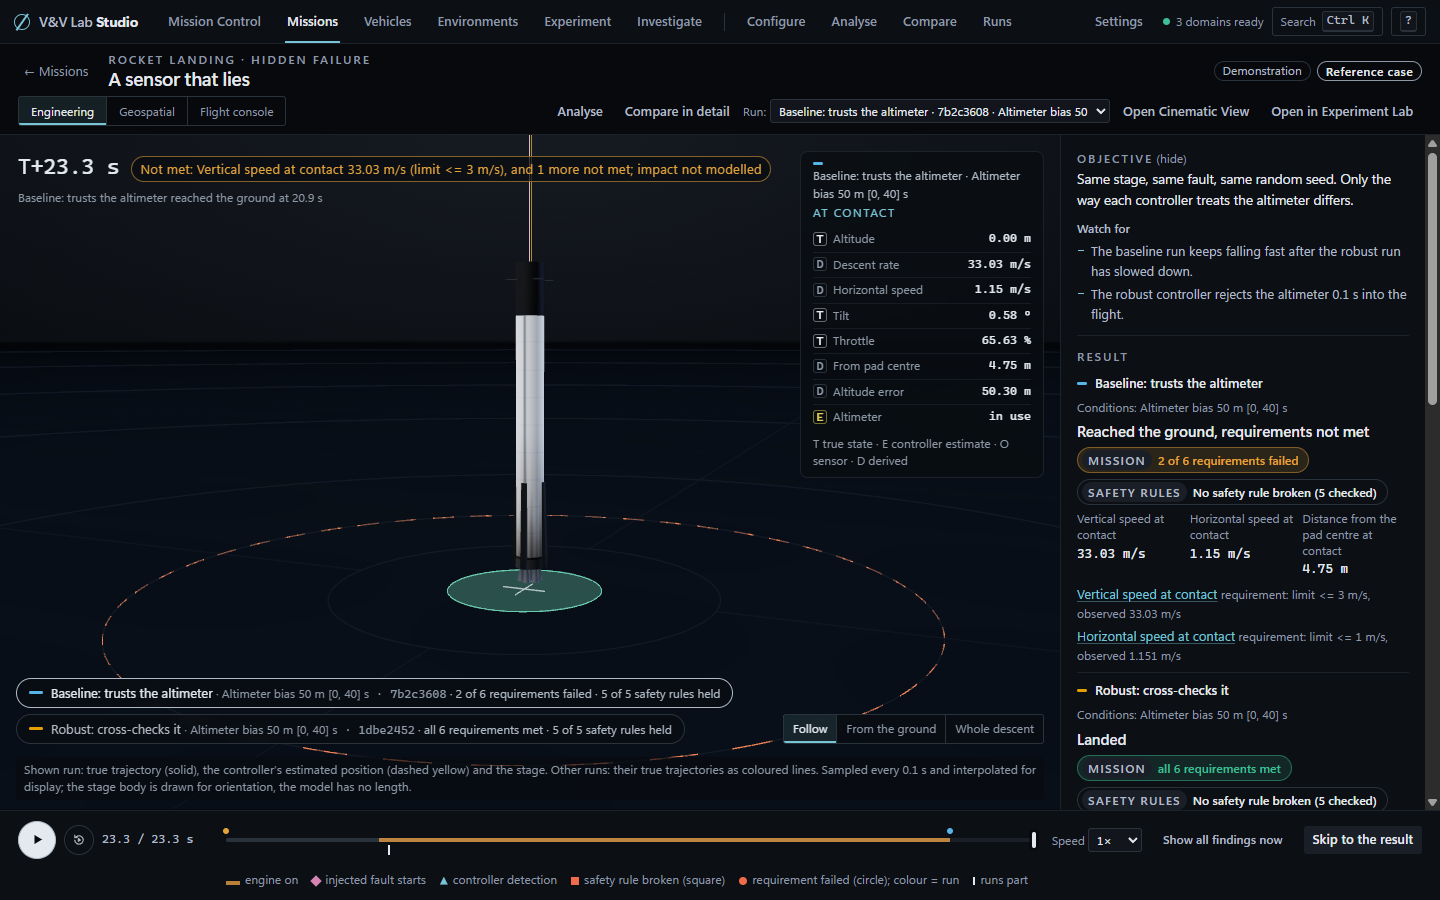 V&V Lab Studio
Mission Control
Missions
Vehicles
Environments
Experiment
Investigate
Configure
Analyse
Compare
Runs
Settings
3 domains ready
Search Ctrl K
?
← Missions
ROCKET LANDING · HIDDEN FAILURE
A sensor that lies
Demonstration
Reference case
Engineering
Geospatial
Flight console
Analyse
Compare in detail
Run: Baseline: trusts the altimeter · 7b2c3608 · Altimeter bias 50
Open Cinematic View
Open in Experiment Lab
T+23.3 s
Not met: Vertical speed at contact 33.03 m/s (limit <= 3 m/s), and 1 more not met; impact not modelled
Baseline: trusts the altimeter reached the ground at 20.9 s
Baseline: trusts the altimeter · Altimeter
bias 50 m [0, 40] s
AT CONTACT
T Altitude 0.00 m
D Descent rate 33.03 m/s
D Horizontal speed 1.15 m/s
T Tilt 0.58 °
T Throttle 65.63 %
D From pad centre 4.75 m
D Altitude error 50.30 m
E Altimeter in use
T true state · E controller estimate · O
sensor · D derived
Baseline: trusts the altimeter · Altimeter bias 50 m [0, 40] s · 7b2c3608 · 2 of 6 requirements failed · 5 of 5 safety rules held
Robust: cross-checks it · Altimeter bias 50 m [0, 40] s · 1dbe2452 · all 6 requirements met · 5 of 5 safety rules held
Follow
From the ground
Whole descent
Shown run: true trajectory (solid), the controller's estimated position (dashed yellow) and the stage. Other runs: their true trajectories as coloured lines. Sampled every 0.1 s and interpolated for
display; the stage body is drawn for orientation, the model has no length.
OBJECTIVE (hide)
Same stage, same fault, same random seed. Only the
way each controller treats the altimeter differs.
Watch for
– The baseline run keeps falling fast after the robust run
has slowed down.
– The robust controller rejects the altimeter 0.1 s into the
flight.
RESULT
Baseline: trusts the altimeter
Conditions: Altimeter bias 50 m [0, 40] s
Reached the ground, requirements not met
MISSION 2 of 6 requirements failed
SAFETY RULES No safety rule broken (5 checked)
Vertical speed at
contact
33.03 m/s
Horizontal speed at
contact
1.15 m/s
Distance from the
pad centre at
contact
4.75 m
Vertical speed at contact requirement: limit <= 3 m/s,
observed 33.03 m/s
Horizontal speed at contact requirement: limit <= 1 m/s,
observed 1.151 m/s
Robust: cross-checks it
Conditions: Altimeter bias 50 m [0, 40] s
Landed
MISSION all 6 requirements met
SAFETY RULES No safety rule broken (5 checked)
23.3 / 23.3 s
Speed 1×
Show all findings now
Skip to the result
engine on
injected fault starts
controller detection
safety rule broken (square)
requirement failed (circle); colour = run
runs part